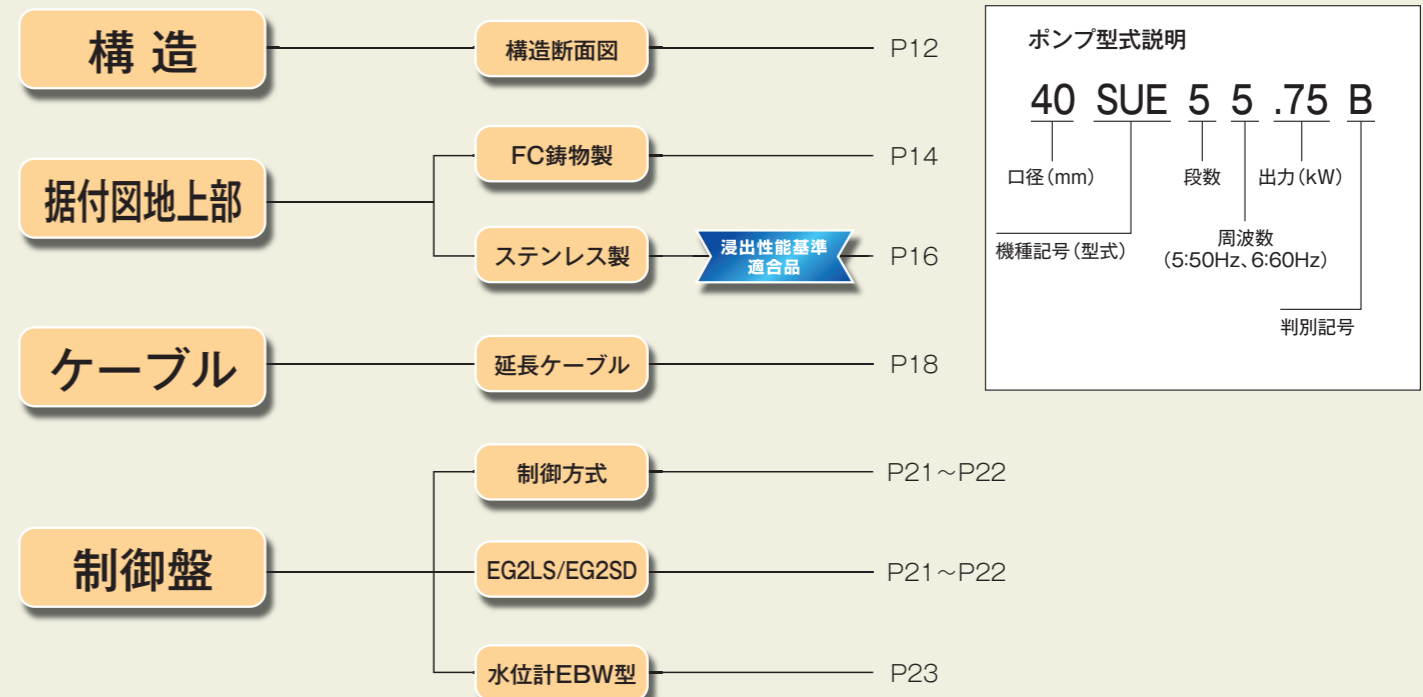 構造
構造断面図
P12
据付図地上部
FC鋳物製
P14
ステンレス製
浸出性能基準
適合品
P16
ケーブル
延長ケーブル
P18
制御盤
制御方式
P21～P22
EG2LS/EG2SD
P21～P22
水位計EBW型
P23
ポンプ型式説明
40 SUE 5 5 .75 B
口径(mm)
段数
出力(kW)
機種記号(型式)
周波数
(5:50Hz、6:60Hz)
判別記号